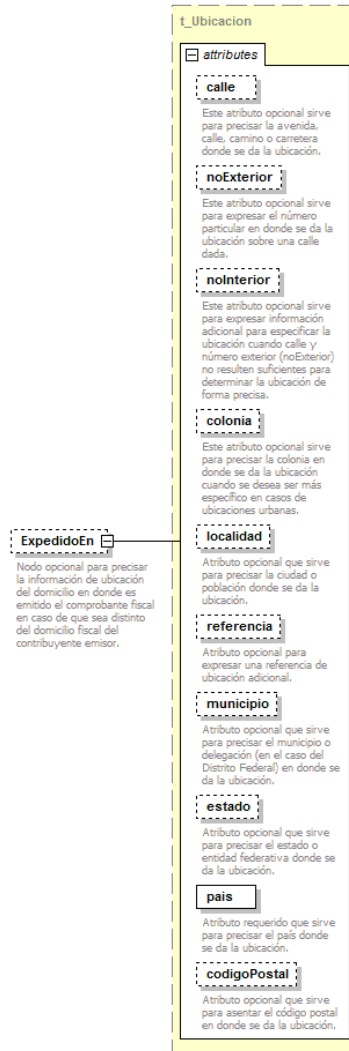 t_Ubicacion
attributes
calle
Este atributo opcional sirve
para precisar la avenida,
calle, camino o carretera
donde se da la ubicación.
noExterior
Este atributo opcional sirve
para expresar el número
particular en donde se da la
ubicación sobre una calle
dada.
noInterior
Este atributo opcional sirve
para expresar información
adicional para especificar la
ubicación cuando calle y
número exterior (noExterior)
no resulten suficientes para
determinar la ubicación de
forma precisa.
colonia
Este atributo opcional sirve
para precisar la colonia en
donde se da la ubicación
cuando se desea ser más
específico en casos de
ubicaciones urbanas.
ExpedidoEn
Nodo opcional para precisar
la información de ubicación
del domicilio en donde es
emitido el comprobante fiscal
en caso de que sea distinto
del domicilio fiscal del
contribuyente emisor.
localidad
Atributo opcional que sirve
para precisar la ciudad o
población donde se da la
ubicación.
referencia
Atributo opcional para
expresar una referencia de
ubicación adicional.
municipio
Atributo opcional que sirve
para precisar el municipio o
delegación (en el caso del
Distrito Federal) en donde se
da la ubicación.
estado
Atributo opcional que sirve
para precisar el estado o
entidad federativa donde se
da la ubicación.
pais
Atributo requerido que sirve
para precisar el país donde
se da la ubicación.
codigoPostal
Atributo opcional que sirve
para asentar el código postal
en donde se da la ubicación.